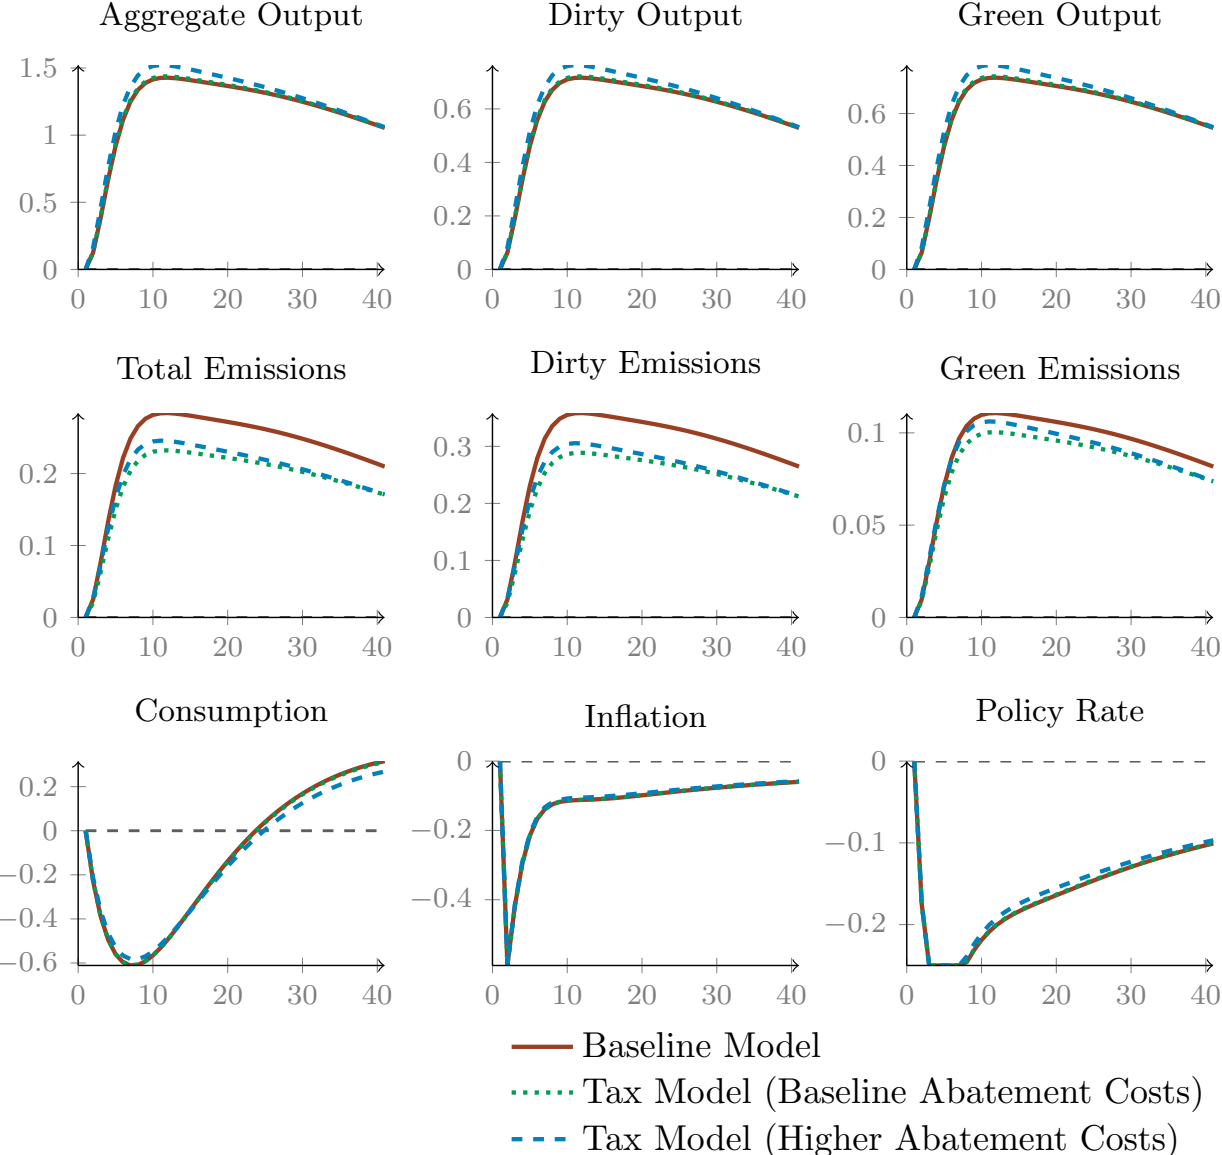 Aggregate Output
Dirty Output
Green Output
1.5
1
0.5
0
0 10 20 30 40
0.6
0.4
0.2
0
0 10 20 30 40
0.6
0.4
0.2
0
0 10 20 30 40
Total Emissions
Dirty Emissions
Green Emissions
0.2
0.1
0
0 10 20 30 40
0.3
0.2
0.1
0
0 10 20 30 40
0.1
0.05
0
0 10 20 30 40
Consumption
Inflation
Policy Rate
0.2
0
−0.2
−0.4
−0.6
0 10 20 30 40
0
−0.2
−0.4
0 10 20 30 40
0
−0.1
−0.2
0 10 20 30 40
Baseline Model
Tax Model (Baseline Abatement Costs)
Tax Model (Higher Abatement Costs)